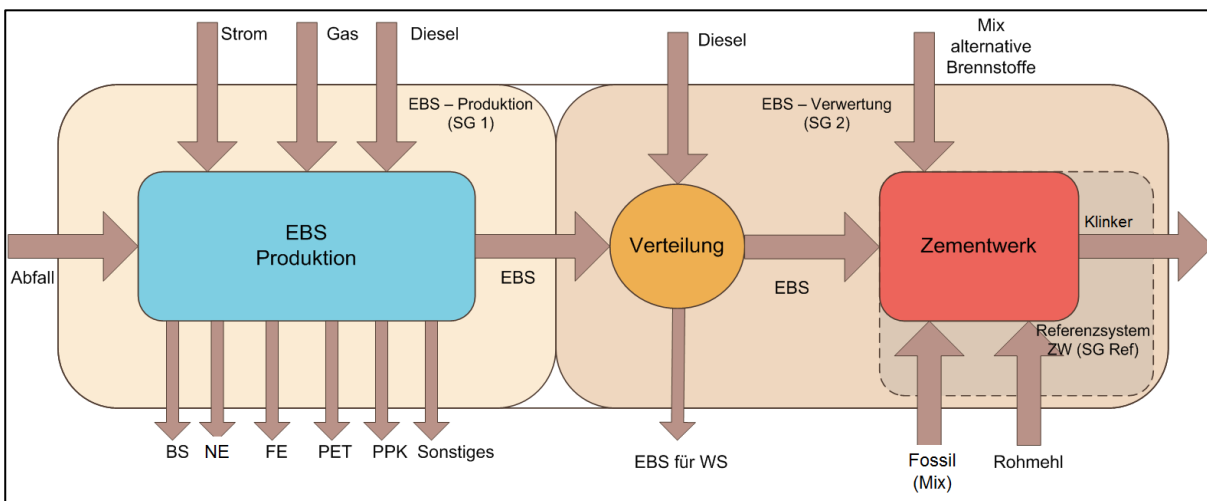 Strom
Gas
Diesel
Diesel
Mix
alternative
Brennstoffe
EBS – Produktion
(SG 1)
EBS – Verwertung
(SG 2)
Abfall
EBS
Produktion
EBS
Verteilung
EBS
Zementwerk
Klinker
Referenzsystem
ZW (SG Ref)
BS
NE
FE
PET
PPK
Sonstiges
EBS für WS
Fossil
(Mix)
Rohmehl